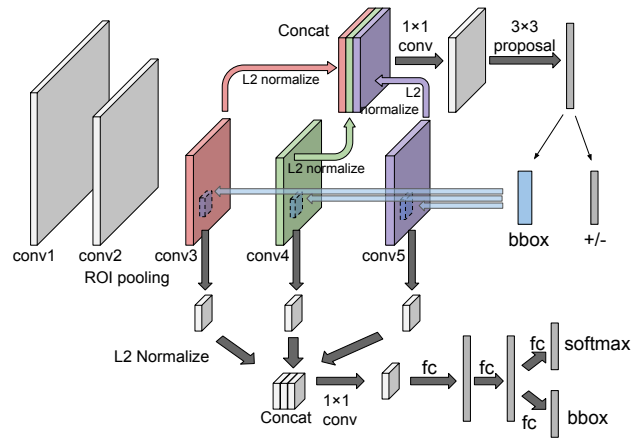 Concat
1×1
conv
3×3
proposal
L2 normalize
L2
normalize
L2 normalize
bbox
+/-
conv1
conv2
conv3
conv4
conv5
ROI pooling
L2 Normalize
Concat
1×1
conv
fc
fc
fc
softmax
fc
bbox